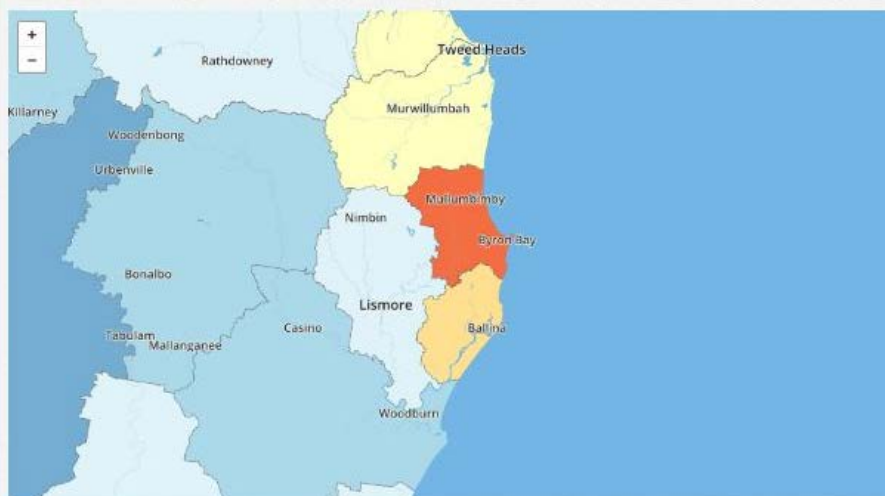 +
−
Tweed Heads
Rathdowney
Murwillumbah
Killarney
Woodenbong
Urbenville
Mullumbimby
Nimbin
Byron Bay
Bonalbo
Lismore
Casino
Ballina
Tabulam
Mallanganee
Woodburn